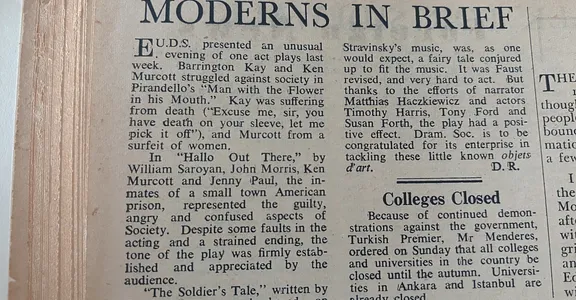 MODERNS IN BRIEF
E.U.D.S. presented an unusual
evening of one act plays last
week. Barrington Kay and Ken
Murcott struggled against society in
Pirandello's "Man with the Flower
in his Mouth." Kay was suffering
from death ("Excuse me, sir, you
have death on your sleeve, let me
pick it off"), and Murcott from a
surfeit of women.
In "Hallo Out There," by
William Saroyan, John Morris, Ken
Murcott and Jenny Paul, the in-
mates of a small town American
prison, represented the guilty,
angry and confused aspects of
Society. Despite some faults in the
acting and a strained ending, the
tone of the play was firmly estab-
lished and appreciated by the
audience.
"The Soldier's Tale," written by
Stravinsky's music, was, as one
would expect, a fairy tale conjured
up to fit the music. It was Faust
revised, and very hard to act. But
thanks to the efforts of narrator
Matthias Haczkiewicz and actors
Timothy Harris, Tony Ford and
Susan Forth, the play had a posi-
tive effect. Dram. Soc. is to be
congratulated for its enterprise in
tackling these little known objets
d'art. D. R.
Colleges Closed
Because of continued demon-
strations against the government,
Turkish Premier, Mr Menderes,
ordered on Sunday that all colleges
and universities in the country be
closed until the autumn. Universi-
ties in Ankara and Istanbul are
already closed